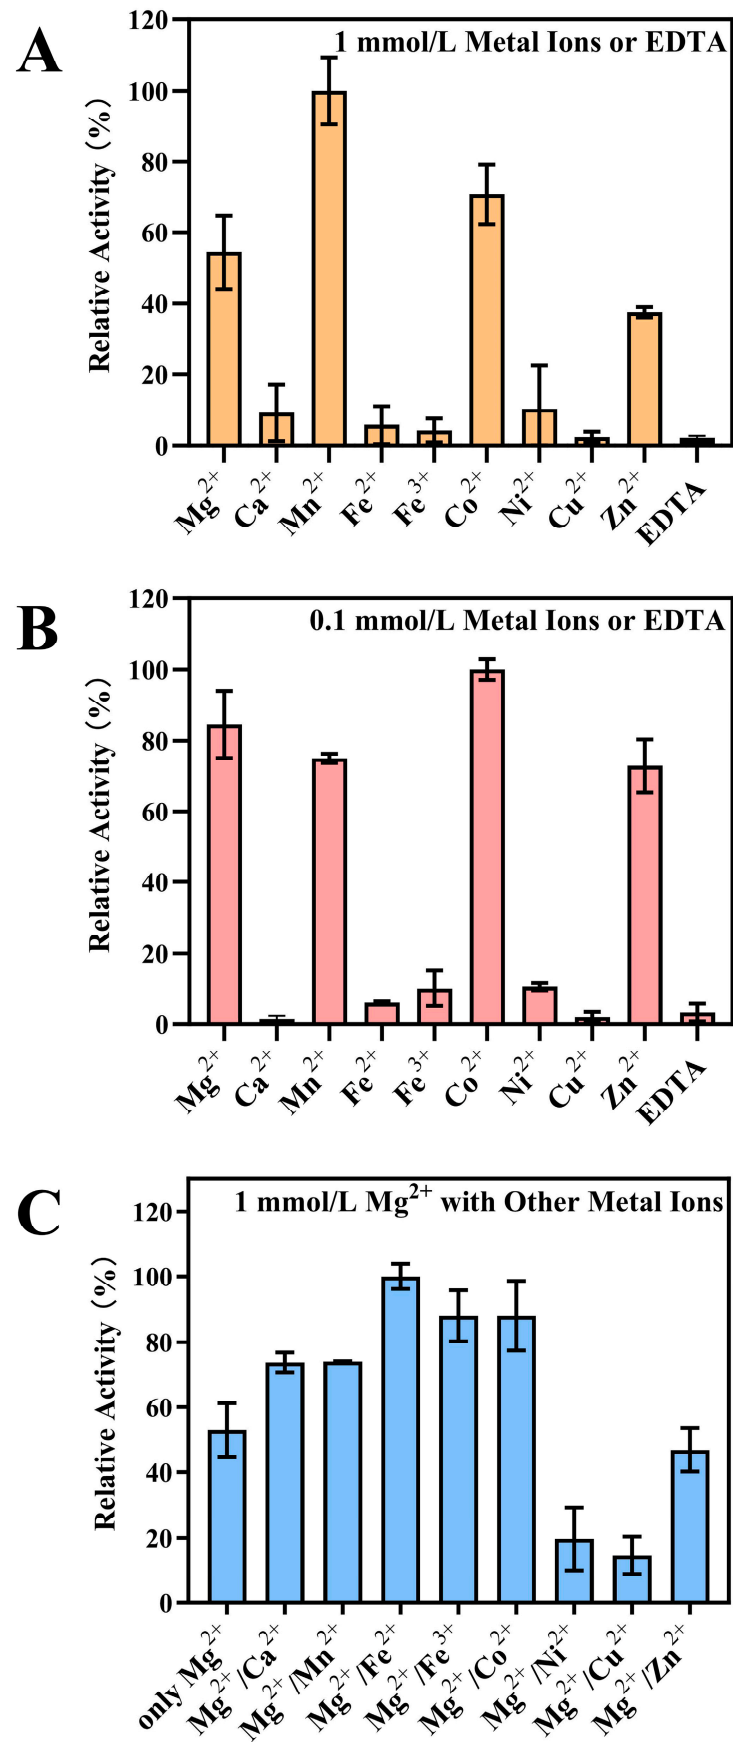 A
1 mmol/L Metal Ions or EDTA
Relative Activity (%)
120
100
80
60
40
20
0
Mg2+
Ca2+
Mn2+
Fe2+
Fe3+
Co2+
Ni2+
Cu2+
Zn2+
EDTA
B
0.1 mmol/L Metal Ions or EDTA
Relative Activity (%)
120
100
80
60
40
20
0
Mg2+
Ca2+
Mn2+
Fe2+
Fe3+
Co2+
Ni2+
Cu2+
Zn2+
EDTA
C
1 mmol/L Mg2+ with Other Metal Ions
Relative Activity (%)
120
100
80
60
40
20
0
only Mg2+
Mg2+/Ca2+
Mg2+/Mn2+
Mg2+/Fe2+
Mg2+/Fe3+
Mg2+/Co2+
Mg2+/Ni2+
Mg2+/Cu2+
Mg2+/Zn2+